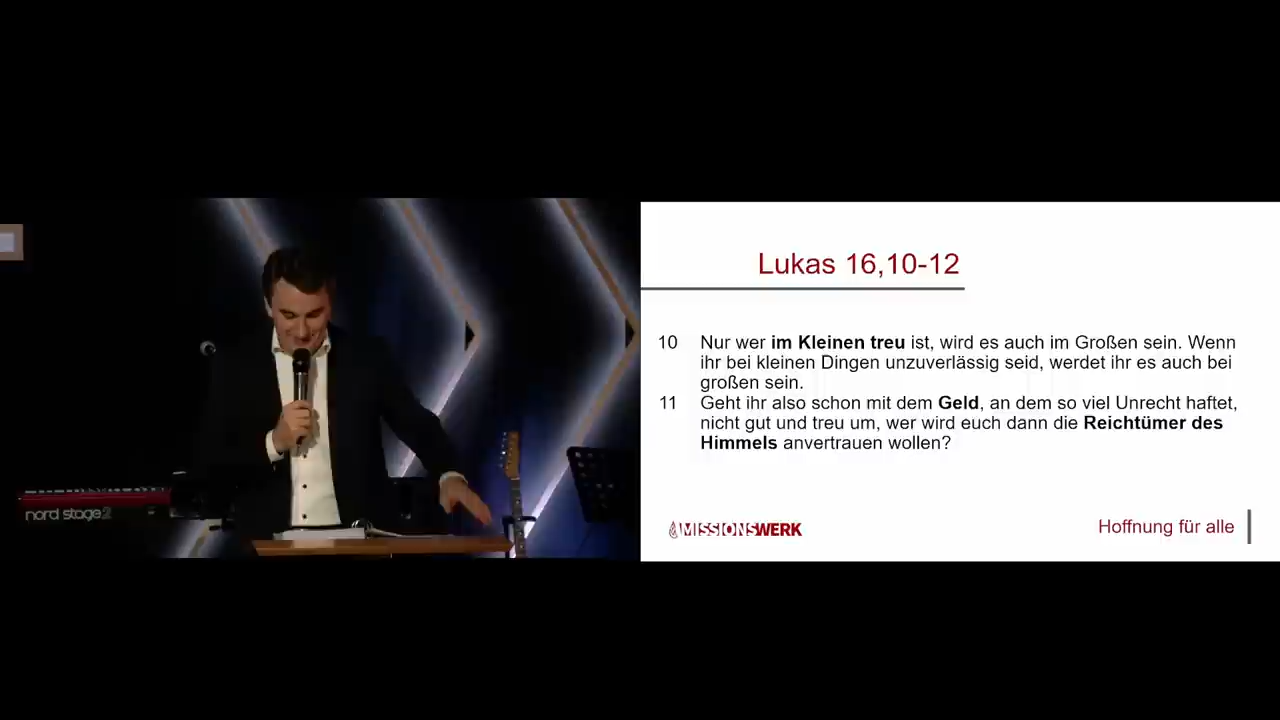 nord stage2
Lukas 16,10-12
10 Nur wer im Kleinen treu ist, wird es auch im Großen sein. Wenn
ihr bei kleinen Dingen unzuverlässig seid, werdet ihr es auch bei
großen sein.
11 Geht ihr also schon mit dem Geld, an dem so viel Unrecht haftet,
nicht gut und treu um, wer wird euch dann die Reichtümer des
Himmels anvertrauen wollen?
MISSIONSWERK
Hoffnung für alle